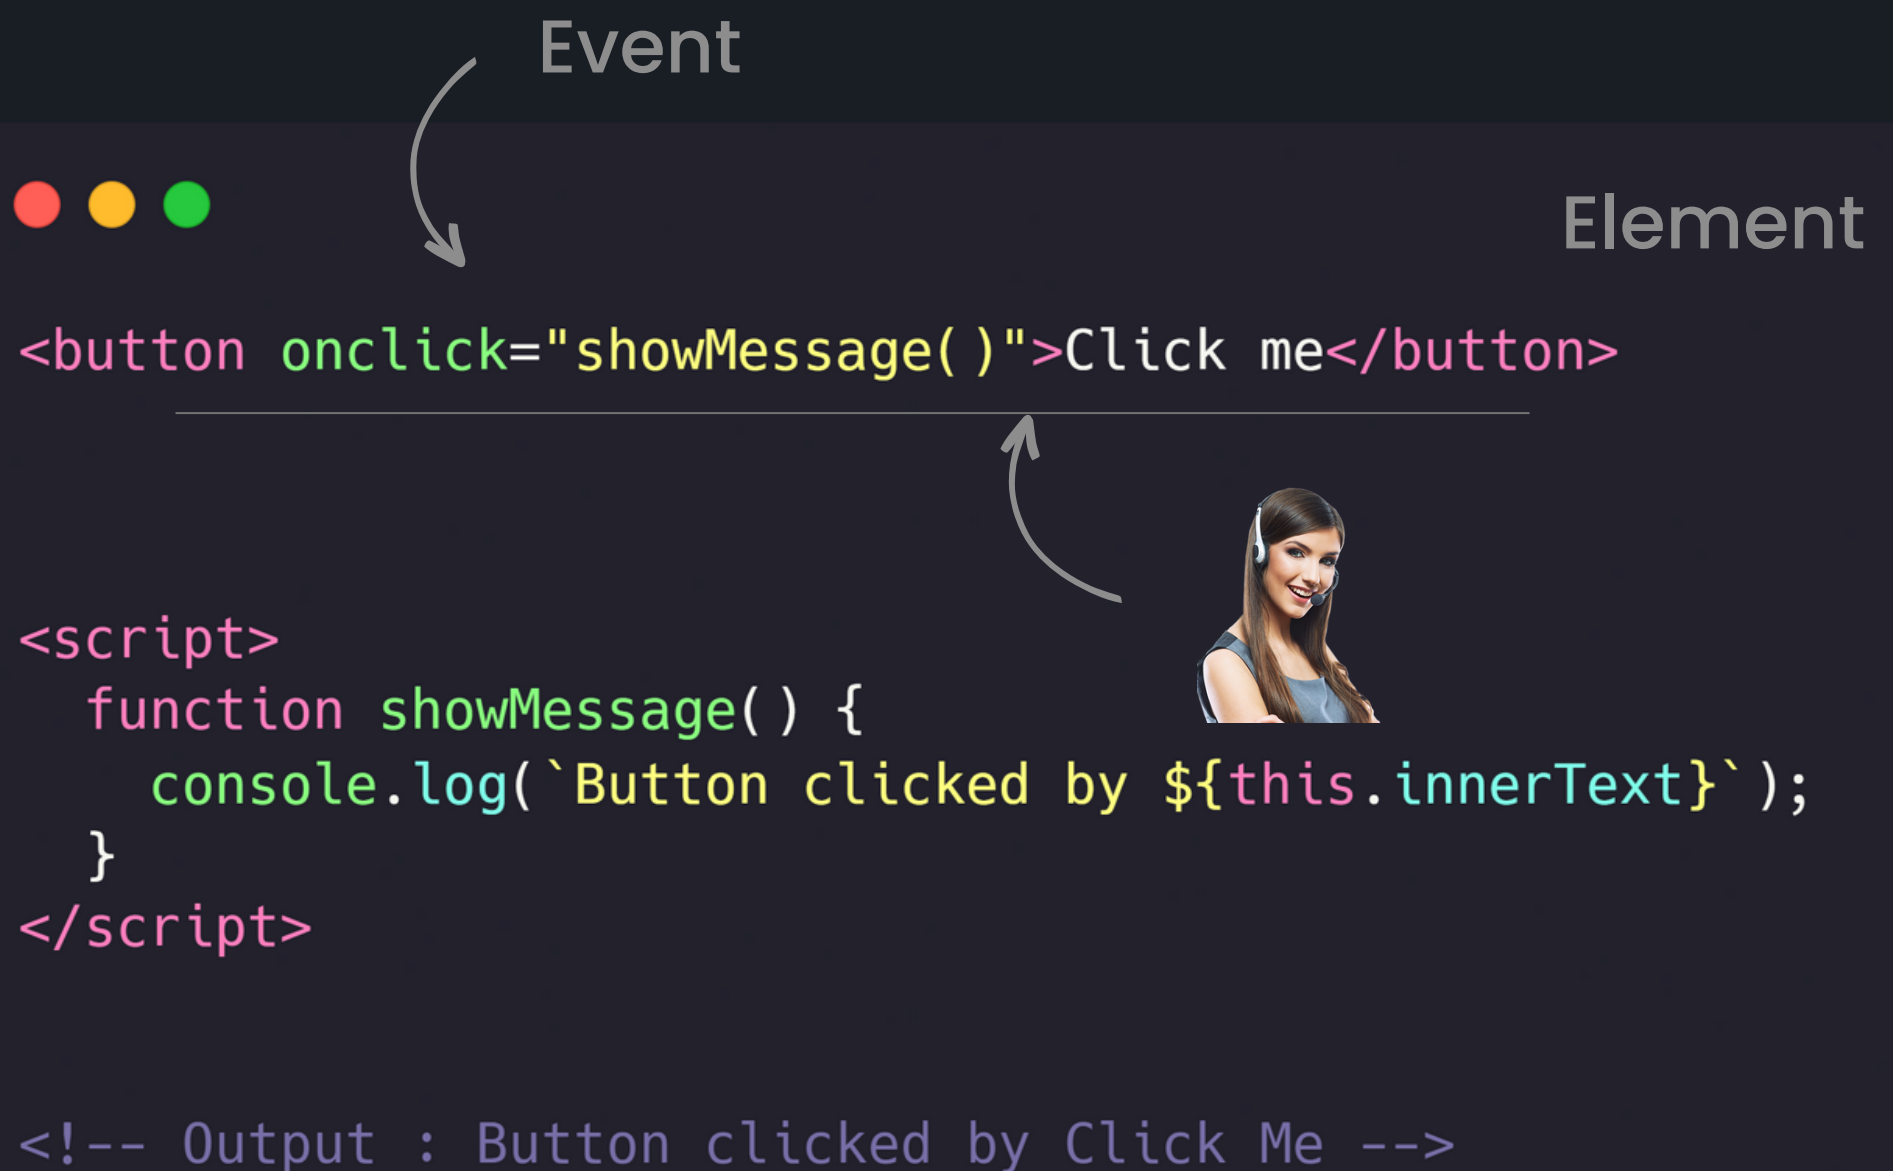 Event
Element
<button onclick="showMessage()">Click me</button>
<script>
function showMessage() {
console.log(`Button clicked by ${this.innerText}`);
}
</script>
<!-- Output : Button clicked by Click Me -->